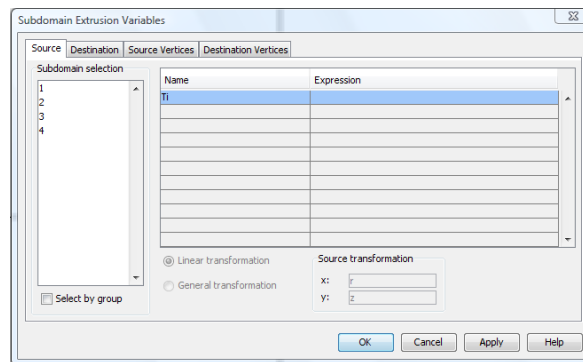 Subdomain Extrusion Variables
Source Destination Source Vertices Destination Vertices
Subdomain selection
1
2
3
4
Select by group
Name Expression
Ti
Linear transformation
General transformation
Source transformation
x: r
y: z
OK Cancel Apply Help